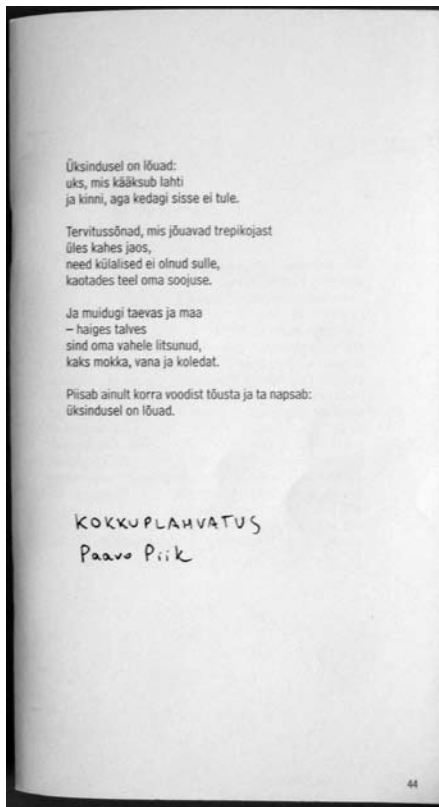 Üksindusel on lõuad:
uks, mis kääksub lahti
ja kinni, aga kedagi sisse ei tule.
Tervitussõnad, mis jõuavad trepikojast
üles kahes jaos,
need külalised ei olnud sulle,
kaotades teel oma soojuse.
Ja muidugi taevas ja maa
– haiges talves
sind oma vahele litsunud,
kaks mokka, vana ja koledat.
Piisab ainult korra voodist tõusta ja ta napsab:
üksindusel on lõuad.
KOKKUPLAHVATUS
Paavo Piik
44